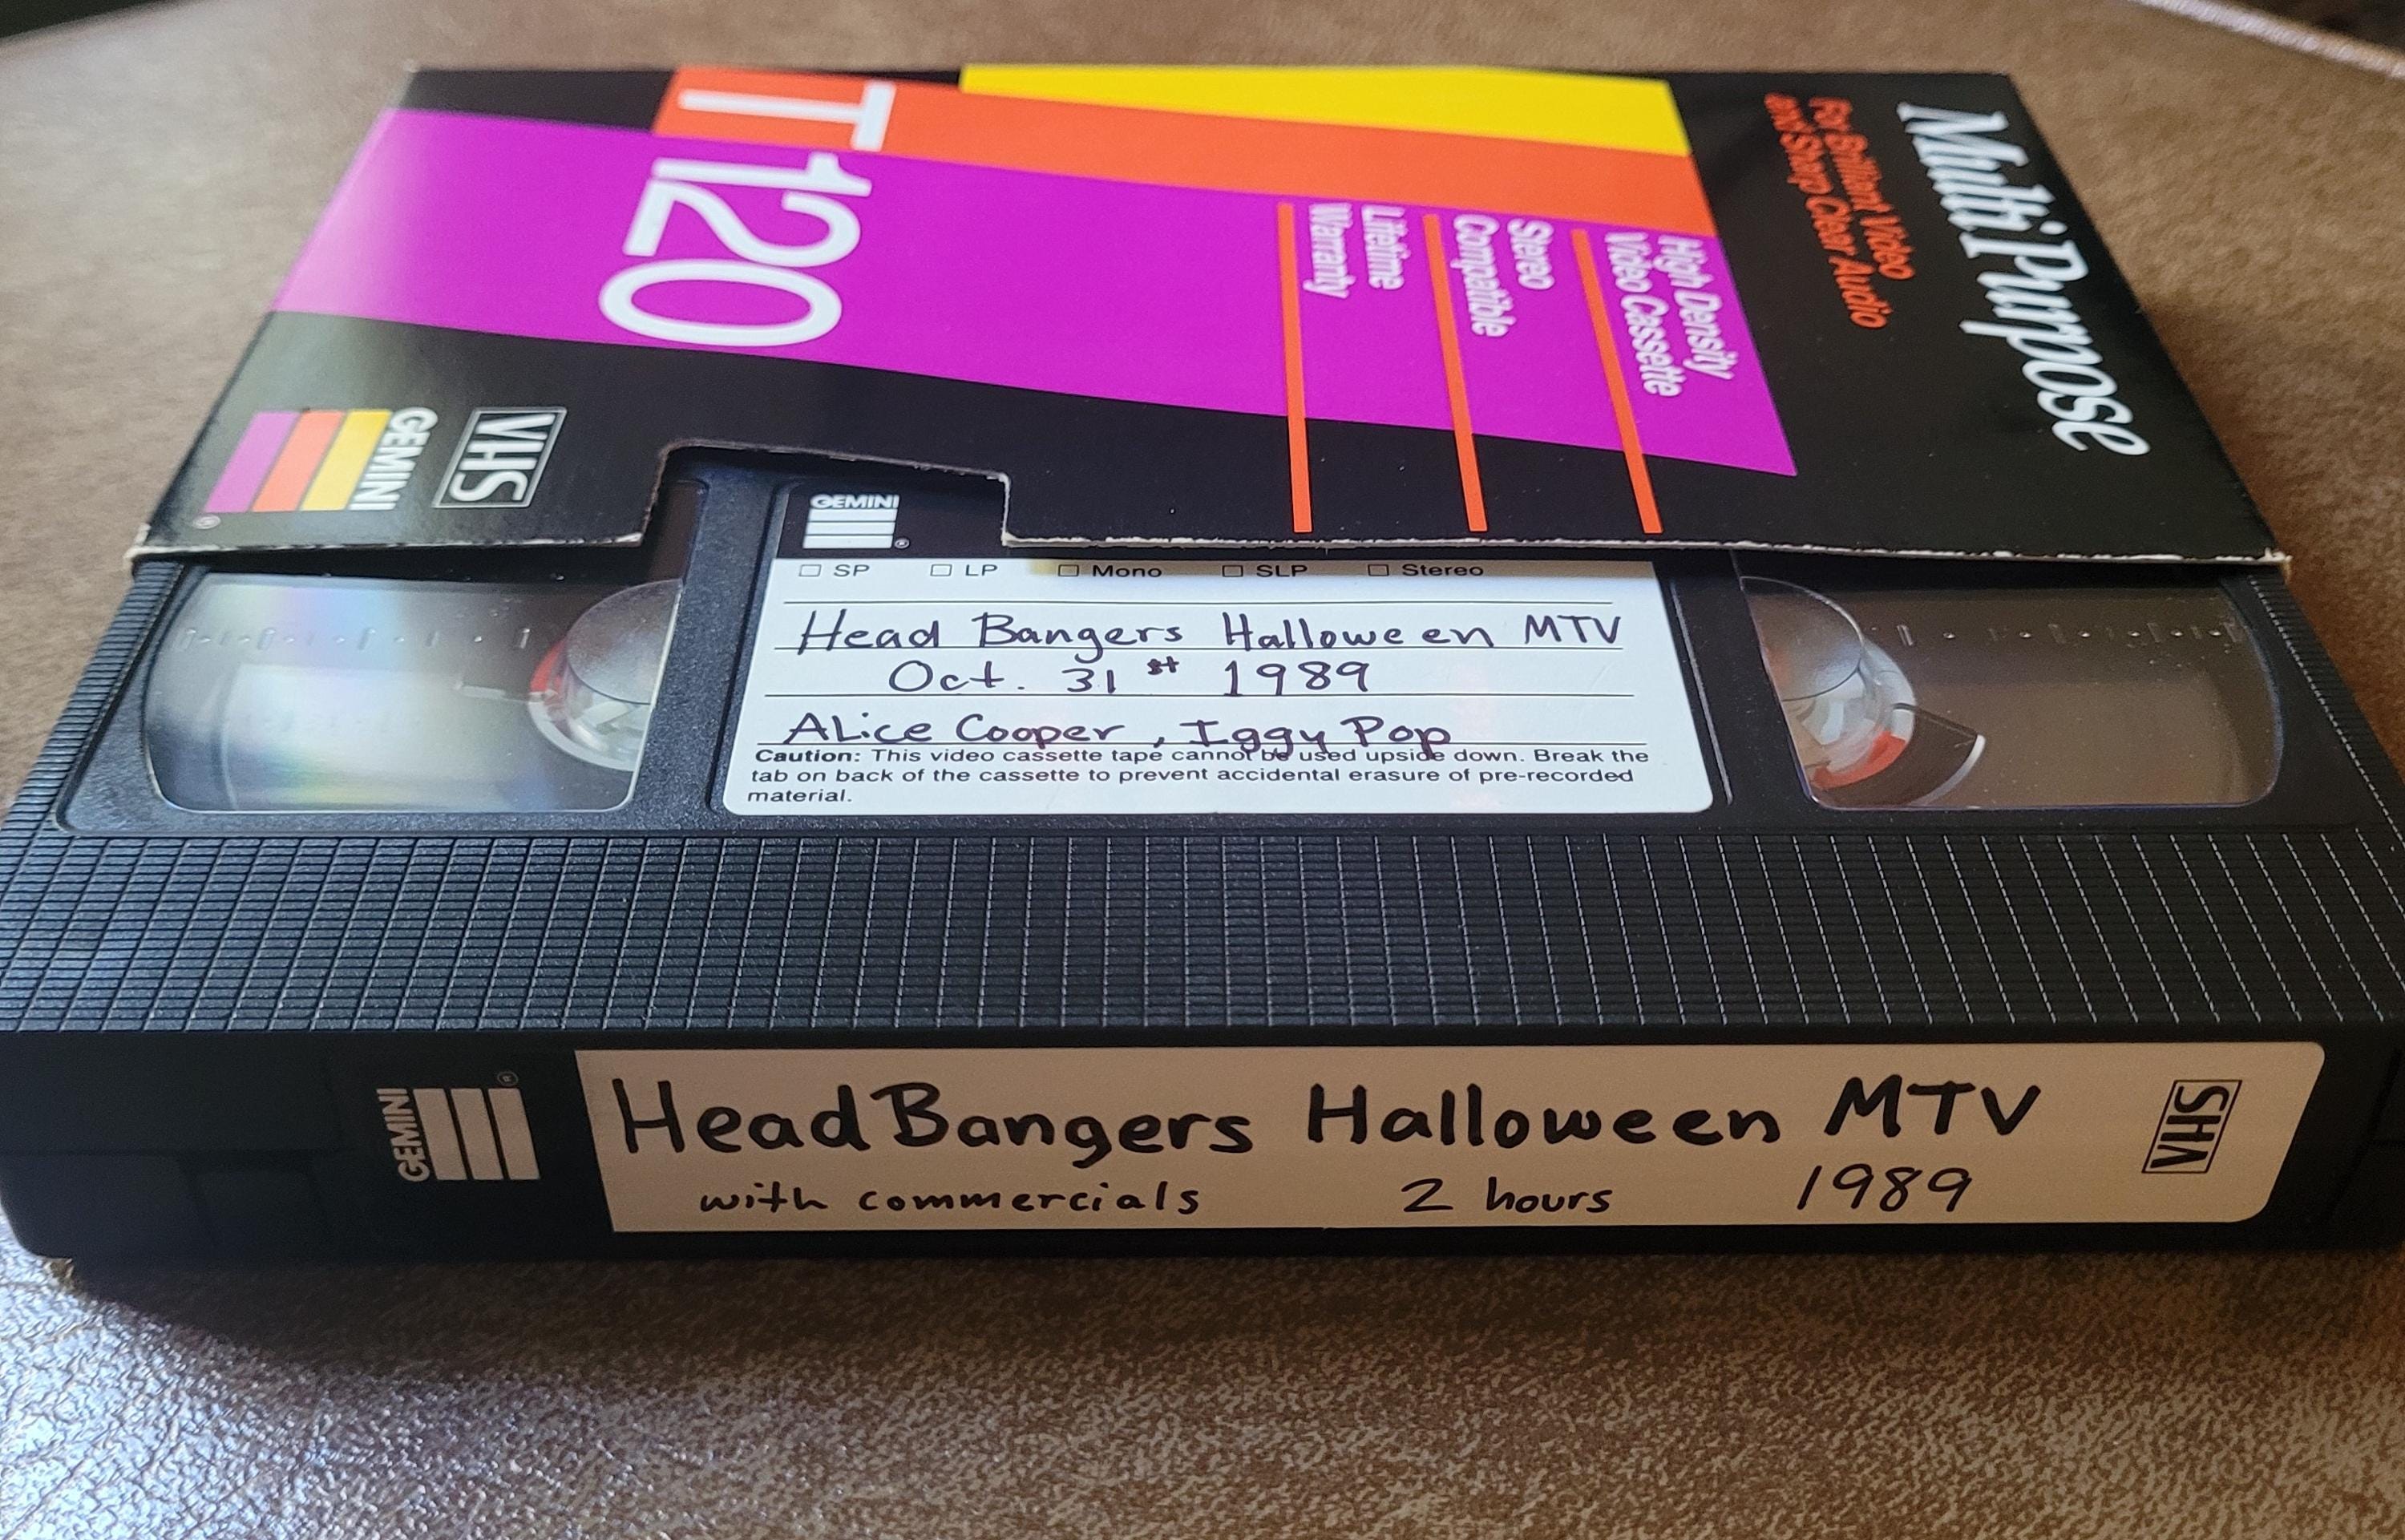 Multi Purpose
For Brilliant Video
and Sharp Clear Audio
High Density
Video Cassette
Stereo
Compatible
Lifetime
Warranty
T 120
VHS
GEMINI
®
GEMINI
®
SP LP Mono SLP Stereo
Head Bangers Halloween MTV
Oct. 31st 1989
Alice Cooper, Iggy Pop
Caution: This video cassette tape cannot be used upside down. Break the
tab on back of the cassette to prevent accidental erasure of pre-recorded
material.
GEMINI
®
Head Bangers Halloween MTV
with commercials 2 hours 1989
VHS